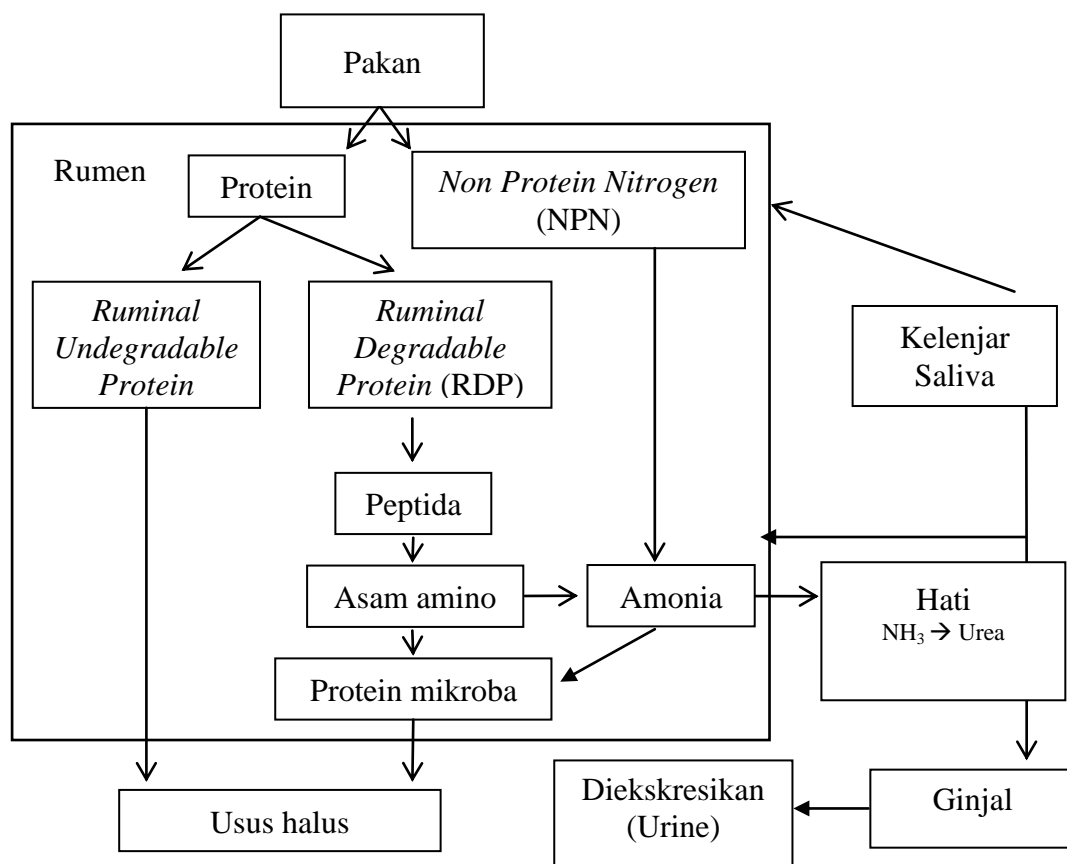 Pakan
Rumen
Protein
Non Protein Nitrogen
(NPN)
Ruminal
Undegradable
Protein
Ruminal
Degradable
Protein (RDP)
Kelenjar
Saliva
Peptida
Asam amino
Amonia
Hati
NH₃ → Urea
Protein mikroba
Usus halus
Diekskresikan
(Urine)
Ginjal